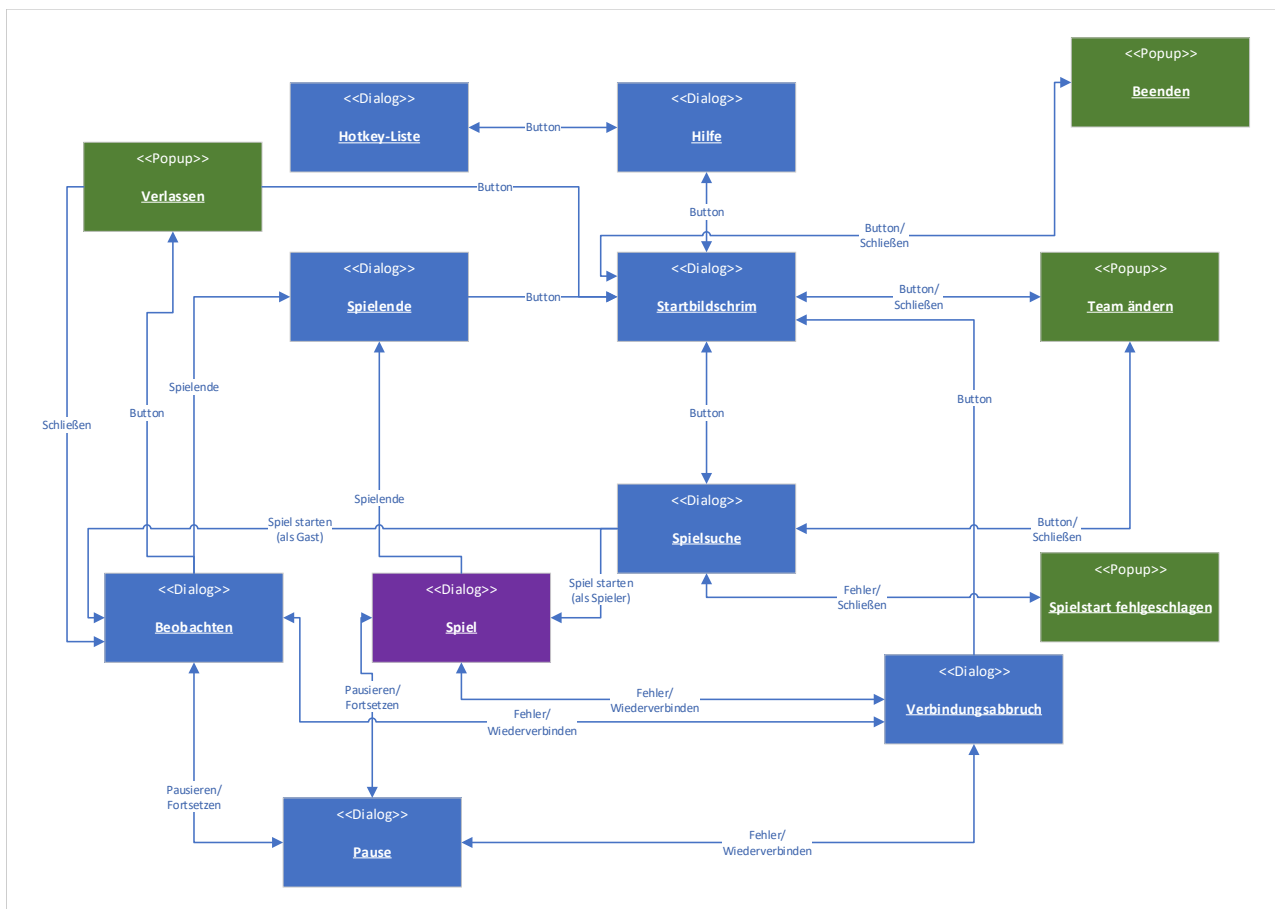 <<Popup>>
Beenden
<<Dialog>>
Hotkey-Liste
Button
<<Dialog>>
Hilfe
<<Popup>>
Verlassen
Button
Button
Button/
Schließen
<<Dialog>>
Spielende
Button
<<Dialog>>
Startbildschrim
Button/
Schließen
<<Popup>>
Team ändern
Spielende
Button
Schließen
Button
Button
Spielende
<<Dialog>>
Spielsuche
Spiel starten
(als Gast)
Button/
Schließen
<<Dialog>>
Beobachten
<<Dialog>>
Spiel
Spiel starten
(als Spieler)
Fehler/
Schließen
<<Popup>>
Spielstart fehlgeschlagen
<<Dialog>>
Verbindungsabbruch
Pausieren/
Fortsetzen
Fehler/
Wiederverbinden
Fehler/
Wiederverbinden
Pausieren/
Fortsetzen
<<Dialog>>
Pause
Fehler/
Wiederverbinden